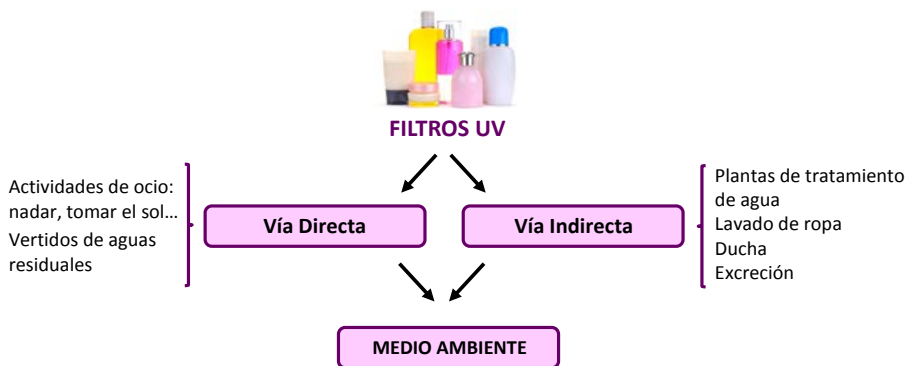 FILTROS UV
Actividades de ocio:
nadar, tomar el sol…
Vertidos de aguas
residuales
Vía Directa
Vía Indirecta
Plantas de tratamiento
de agua
Lavado de ropa
Ducha
Excreción
MEDIO AMBIENTE